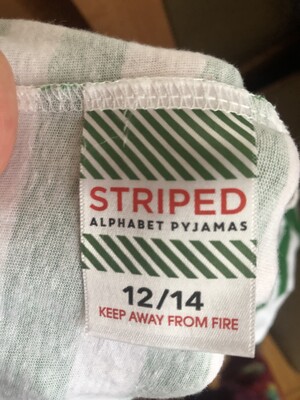 STRIPED
ALPHABET PYJAMAS
12/14
KEEP AWAY FROM FIRE